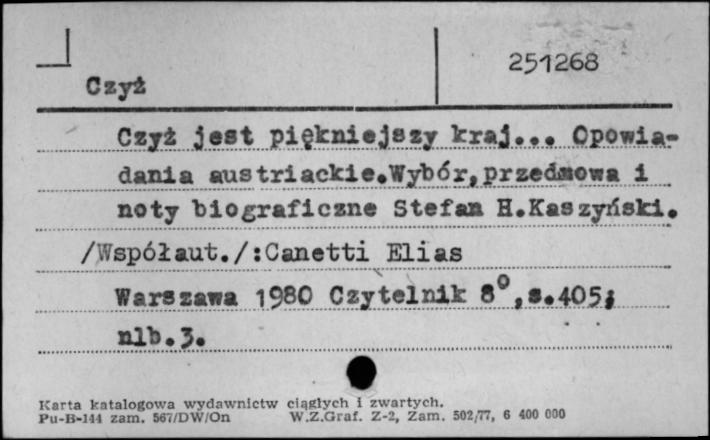 251268
Czyż
Czyż jest piękniejszy kraj... Opowia-
dania austriackie.Wybór,przedmowa i
noty biograficzne Stefan H.Kaszyński.
/Współaut./:Canetti Elias
Warszawa 1980 Czytelnik 8⁰,s.405;
nlb.3.
Karta katalogowa wydawnictw ciągłych i zwartych.
Pu-B-144 zam. 567/DW/On W.Z.Graf. Z-2, Zam. 502/77, 6 400 000